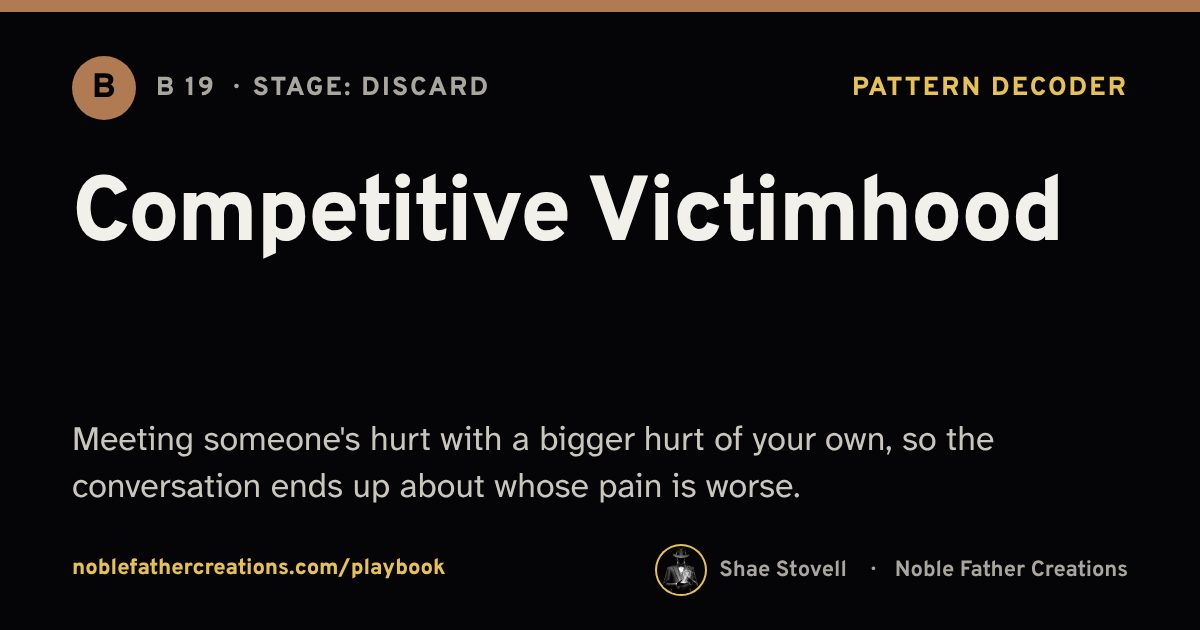 B
B 19 · STAGE: DISCARD
PATTERN DECODER
Competitive Victimhood
Meeting someone's hurt with a bigger hurt of your own, so the
conversation ends up about whose pain is worse.
noblefathercreations.com/playbook
Shae Stovell · Noble Father Creations